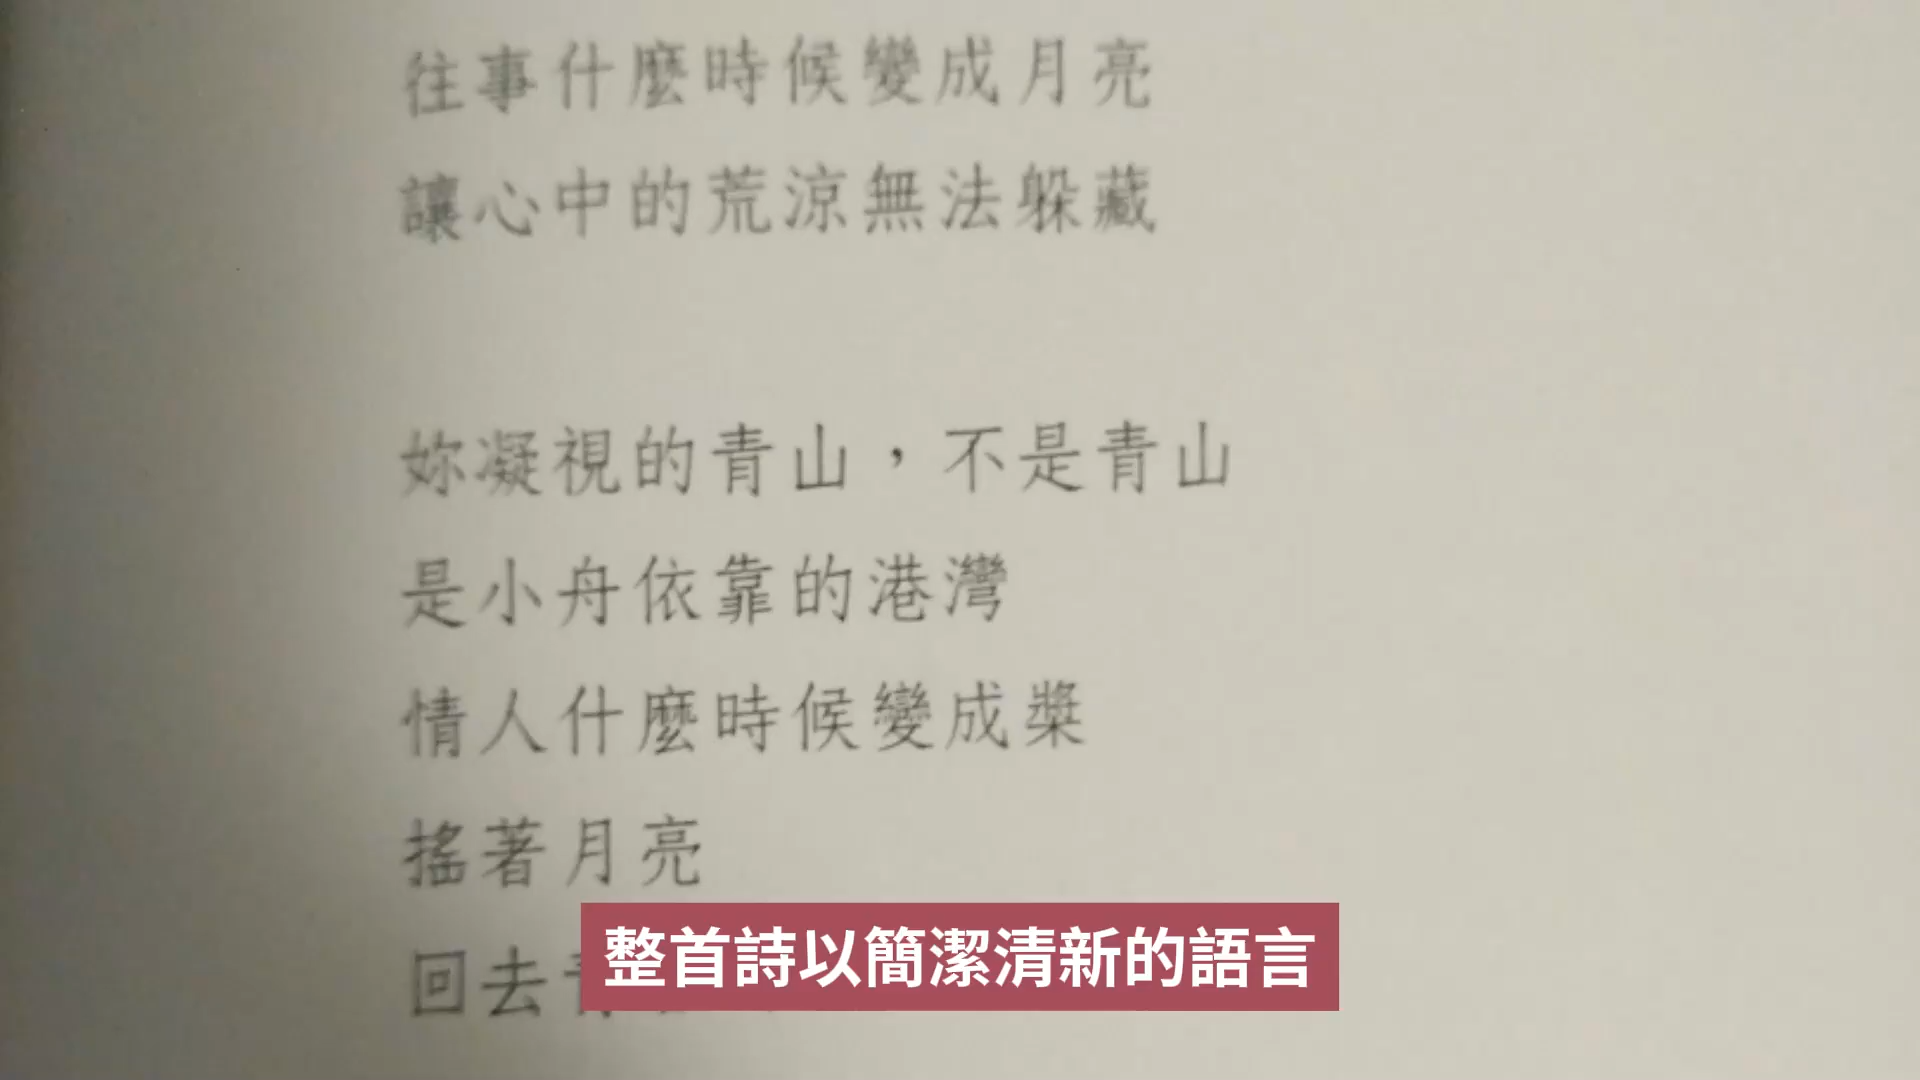 往事什麼時候變成月亮
讓心中的荒涼無法躲藏
妳凝視的青山，不是青山
是小舟依靠的港灣
情人什麼時候變成槳
搖著月亮
回去
整首詩以簡潔清新的語言